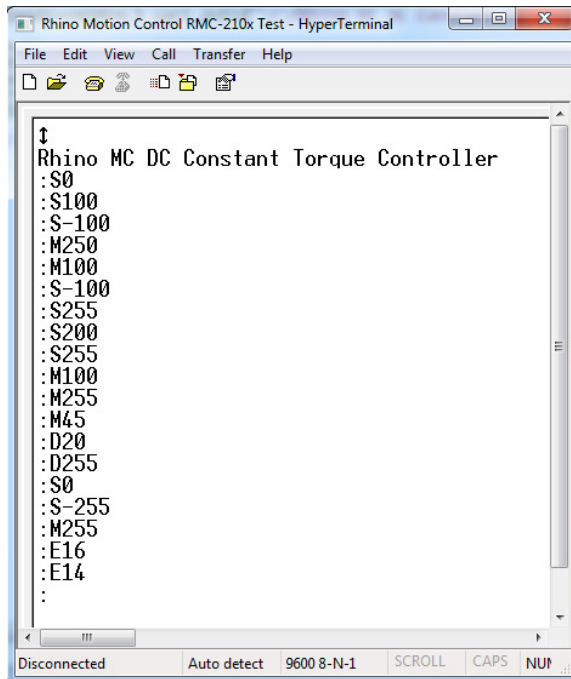 Rhino Motion Control RMC-210x Test - HyperTerminal
File Edit View Call Transfer Help
Rhino MC DC Constant Torque Controller
:S0
:S100
:S-100
:M250
:M100
:S-100
:S255
:S200
:S255
:M100
:M255
:M45
:D20
:D255
:S0
:S-255
:M255
:E16
:E14
:
Disconnected Auto detect 9600 8-N-1 SCROLL CAPS NUM